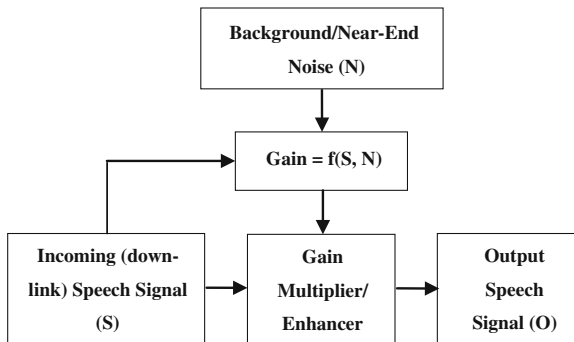 Background/Near-End
Noise (N)
Gain = f(S, N)
Incoming (down-
link) Speech Signal
(S)
Gain
Multiplier/
Enhancer
Output
Speech
Signal (O)